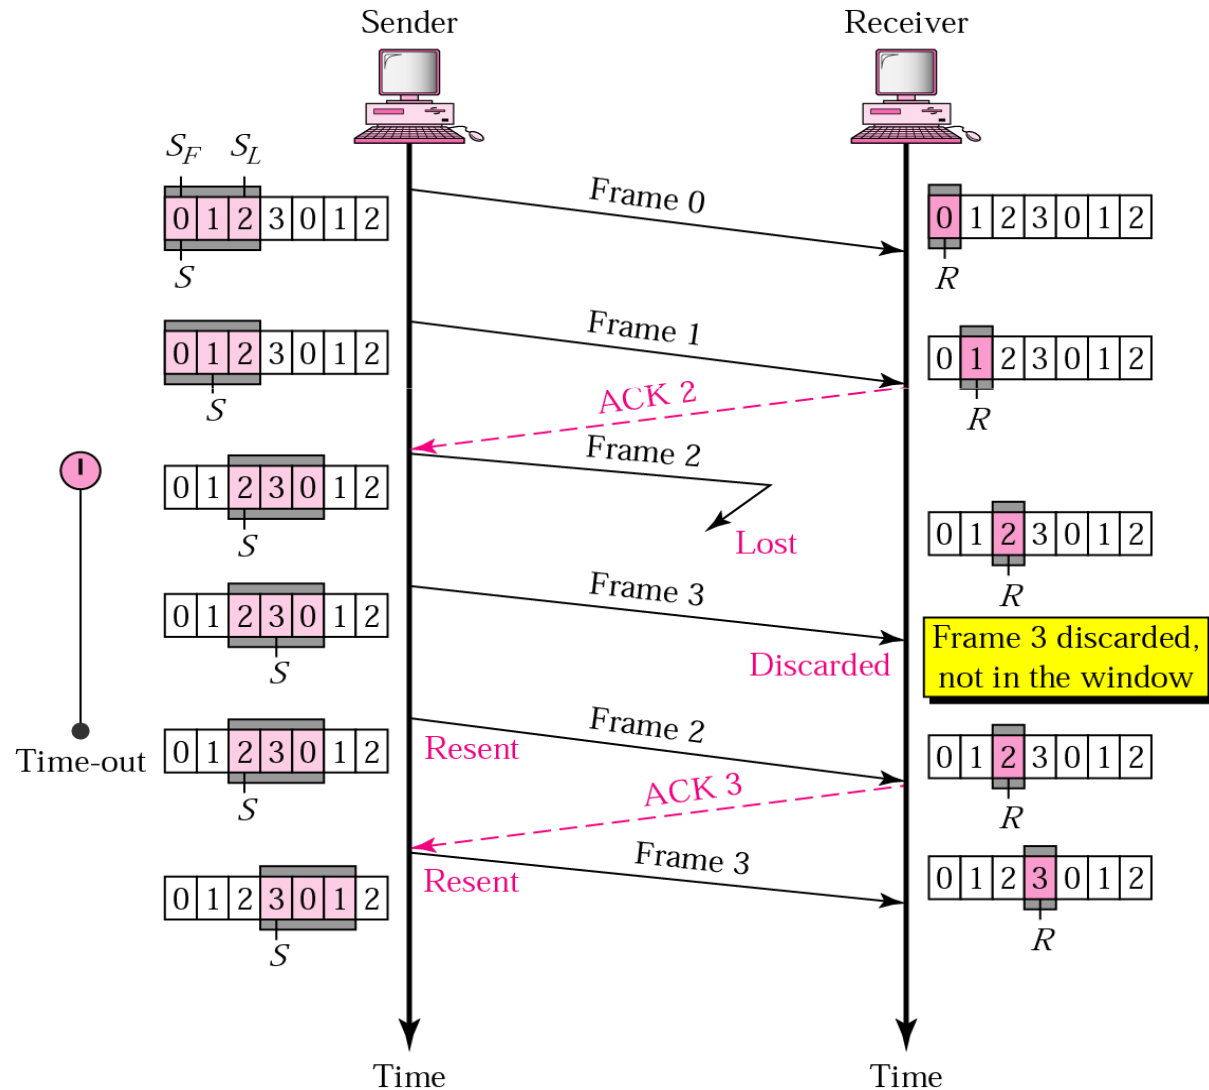 Sender
Receiver
S_F S_L
Frame 0
0 1 2 3 0 1 2
0 1 2 3 0 1 2
S
R
Frame 1
0 1 2 3 0 1 2
0 1 2 3 0 1 2
S
R
ACK 2
Frame 2
0 1 2 3 0 1 2
Lost
0 1 2 3 0 1 2
S
R
Frame 3
0 1 2 3 0 1 2
S
Discarded
Frame 3 discarded,
not in the window
Frame 2
Resent
Time-out
0 1 2 3 0 1 2
0 1 2 3 0 1 2
S
R
ACK 3
Frame 3
Resent
0 1 2 3 0 1 2
0 1 2 3 0 1 2
S
R
Time
Time